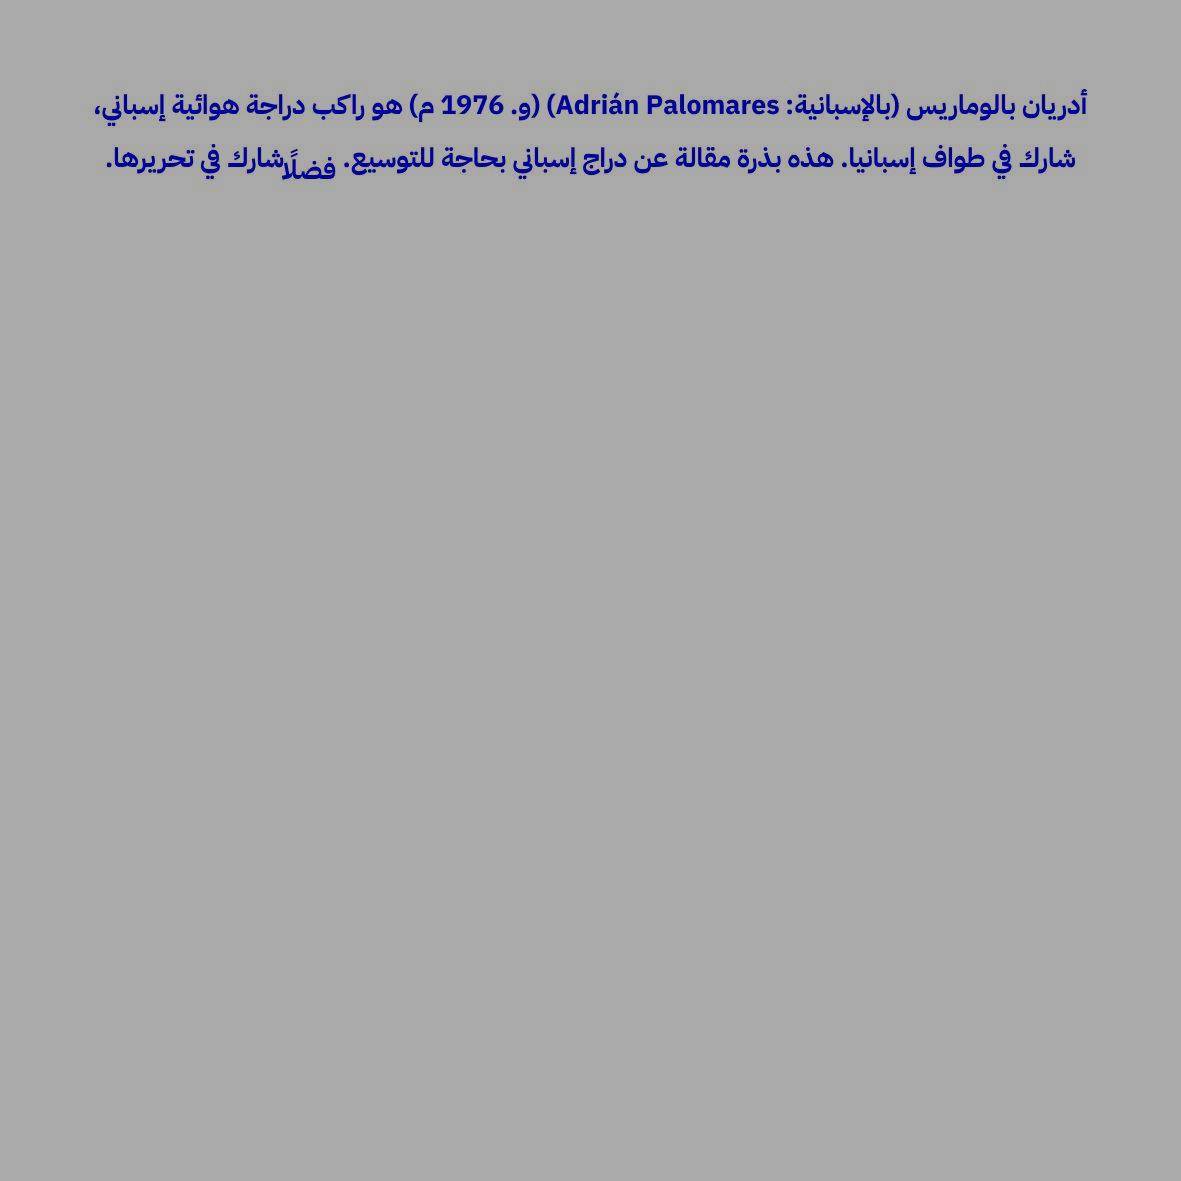 أدريان بالوماريس (بالإسبانية: Adrián Palomares) (و. 1976 م) هو راكب دراجة هوائية إسباني،
شارك في طواف إسبانيا. هذه بذرة مقالة عن دراج إسباني بحاجة للتوسيع. فضلًا شارك في تحريرها.